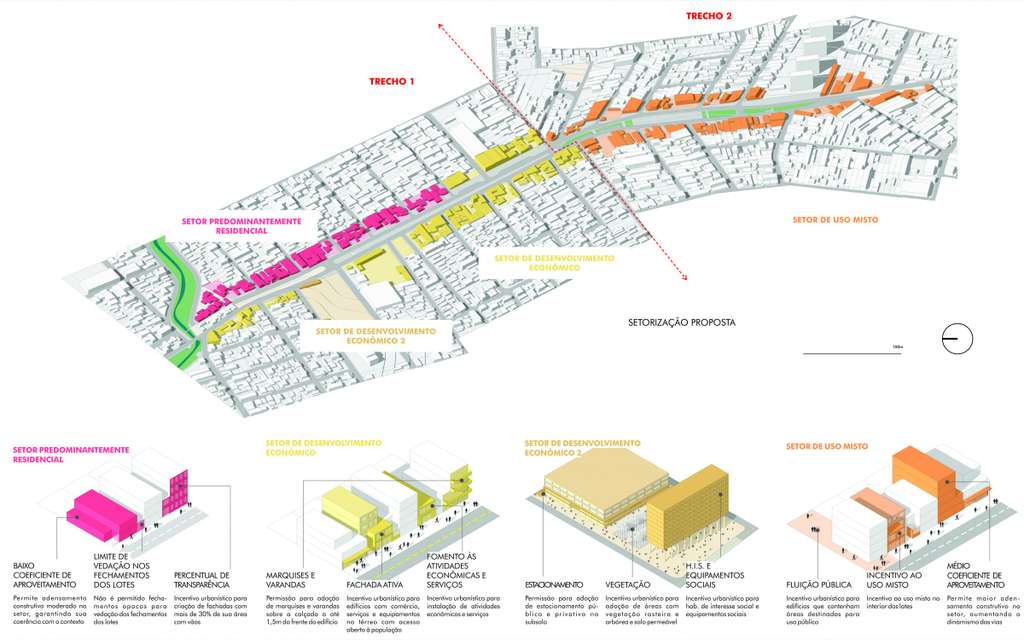 TRECHO 2
TRECHO 1
SETOR PREDOMINANTEMENTE
RESIDENCIAL
SETOR DE USO MISTO
SETOR DE DESENVOLVIMENTO
ECONÔMICO
SETORIZAÇÃO PROPOSTA
SETOR DE DESENVOLVIMENTO
ECONÔMICO 2
100m
SETOR PREDOMINANTEMENTE
RESIDENCIAL
BAIXO
COEFICIENTE DE
APROVEITAMENTO
Permite adensamento
construtivo moderado no
setor, garantindo sua
coerência com o contexto
LIMITE DE
VEDAÇÃO NOS
FECHAMENTOS
DOS LOTES
Não é permitido fecha-
mentos opacos para
vedação dos fechamentos
dos lotes
PERCENTUAL DE
TRANSPARÊNCIA
Incentivo urbanístico para
criação de fachadas com
mais de 30% de sua área
com vãos
SETOR DE DESENVOLVIMENTO
ECONÔMICO
MARQUISES E
VARANDAS
Permissão para adoção
de marquises e varandas
sobre a calçada a até
1,5m da frente do edifício
FACHADA ATIVA
Incentivo urbanístico para
edifícios com comércio,
serviços e equipamentos
no térreo com acesso
aberto à população
FOMENTO ÀS
ATIVIDADES
ECONÔMICAS E
SERVIÇOS
Incentivo urbanístico para
instalação de atividades
econômicas e serviços
SETOR DE DESENVOLVIMENTO
ECONÔMICO 2
ESTACIONAMENTO
Permissão para adoção
de estacionamento pú-
blico e privativo no
subsolo
VEGETAÇÃO
Incentivo urbanístico para
adoção de áreas com
vegetação rasteira e
arbórea e solo permeável
H.I.S. E
EQUIPAMENTOS
SOCIAIS
Incentivo urbanístico para
hab. de interesse social e
equipamentos sociais
SETOR DE USO MISTO
FLUIÇÃO PÚBLICA
Incentivo urbanístico para
edifícios que contenham
áreas destinadas para
uso público
INCENTIVO AO
USO MISTO
Incentivo ao uso misto no
interior dos lotes
MÉDIO
COEFICIENTE DE
APROVEITAMENTO
Permite maior aden-
samento construtivo no
setor, aumentando o
dinamismo das vias